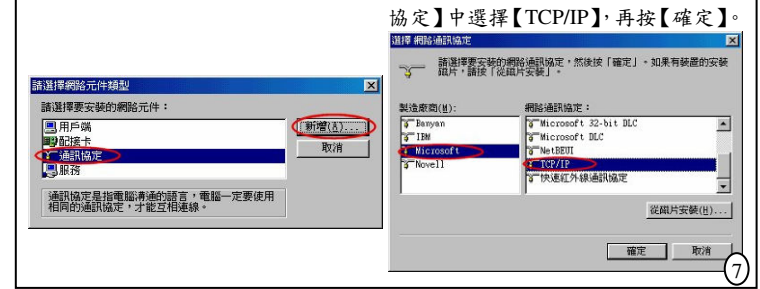 協定】中選擇【TCP/IP】，再按【確定】。
請選擇網路元件類型
請選擇要安裝的網路元件：
用戶端
配接卡
通訊協定
服務
新增(A)...
取消
通訊協定是指電腦溝通的語言，電腦一定要使用
相同的通訊協定，才能互相連線。
選擇 網路通訊協定
請選擇要安裝的網路通訊協定，然後按「確定」。如果有裝置的安裝
磁片，請按「從磁片安裝」。
製造廠商(M):
Banyan
IBM
Microsoft
Novell
網路通訊協定：
Microsoft 32-bit DLC
Microsoft DLC
NetBEUI
TCP/IP
快速紅外線通訊協定
從磁片安裝(H)...
確定
取消
7